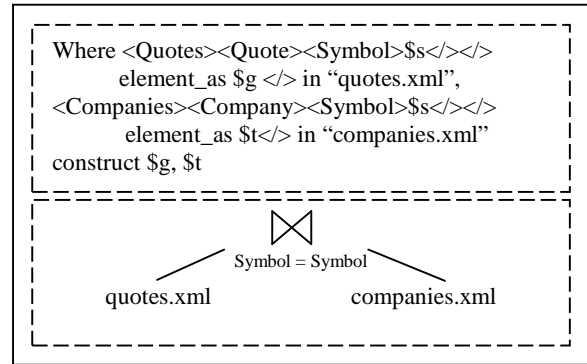 Where <Quotes><Quote><Symbol>$s</></>
element_as $g </> in “quotes.xml”,
<Companies><Company><Symbol>$s</></>
element_as $t</> in “companies.xml”
construct $g, $t
Symbol = Symbol
quotes.xml companies.xml